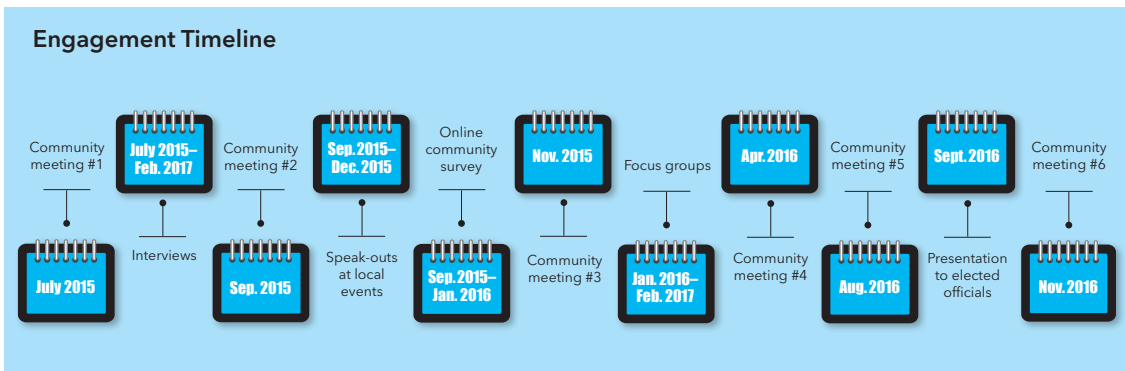 Engagement Timeline
Community
meeting #1
July 2015
July 2015–
Feb. 2017
Interviews
Community
meeting #2
Sep. 2015
Sep. 2015–
Dec. 2015
Speak-outs
at local
events
Online
community
survey
Sep. 2015–
Jan. 2016
Nov. 2015
Community
meeting #3
Focus groups
Jan. 2016–
Feb. 2017
Apr. 2016
Community
meeting #4
Community
meeting #5
Aug. 2016
Sept. 2016
Presentation
to elected
officials
Community
meeting #6
Nov. 2016